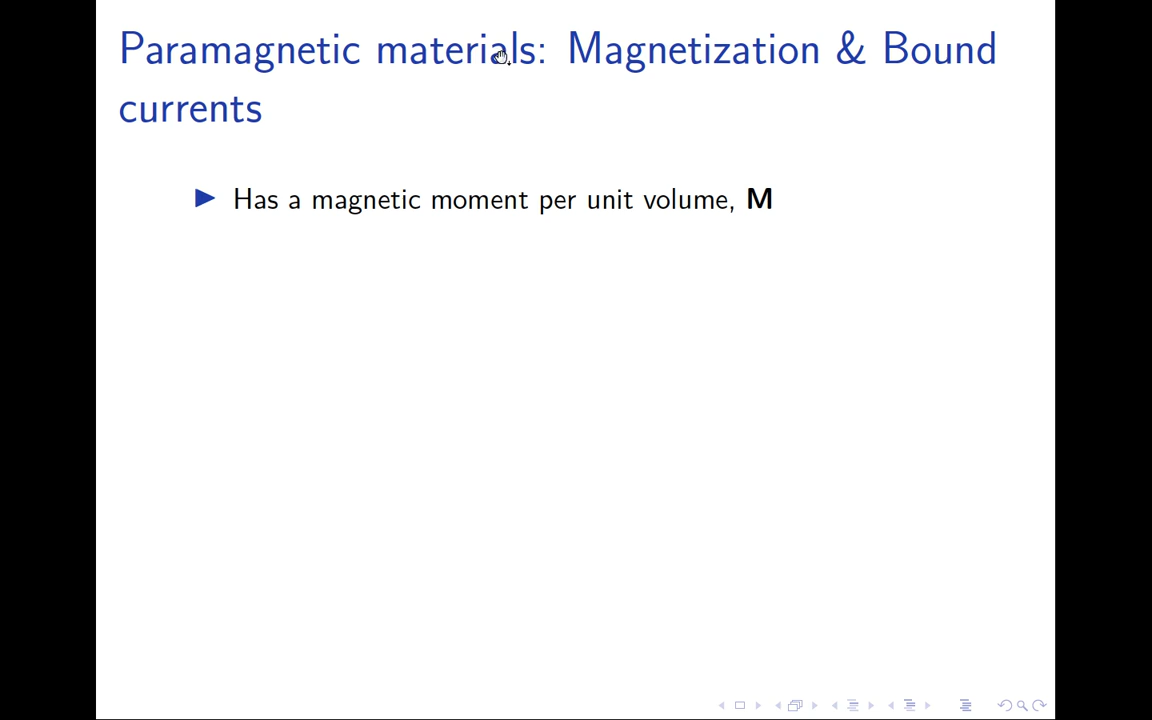 Paramagnetic materials: Magnetization & Bound
currents
Has a magnetic moment per unit volume, M